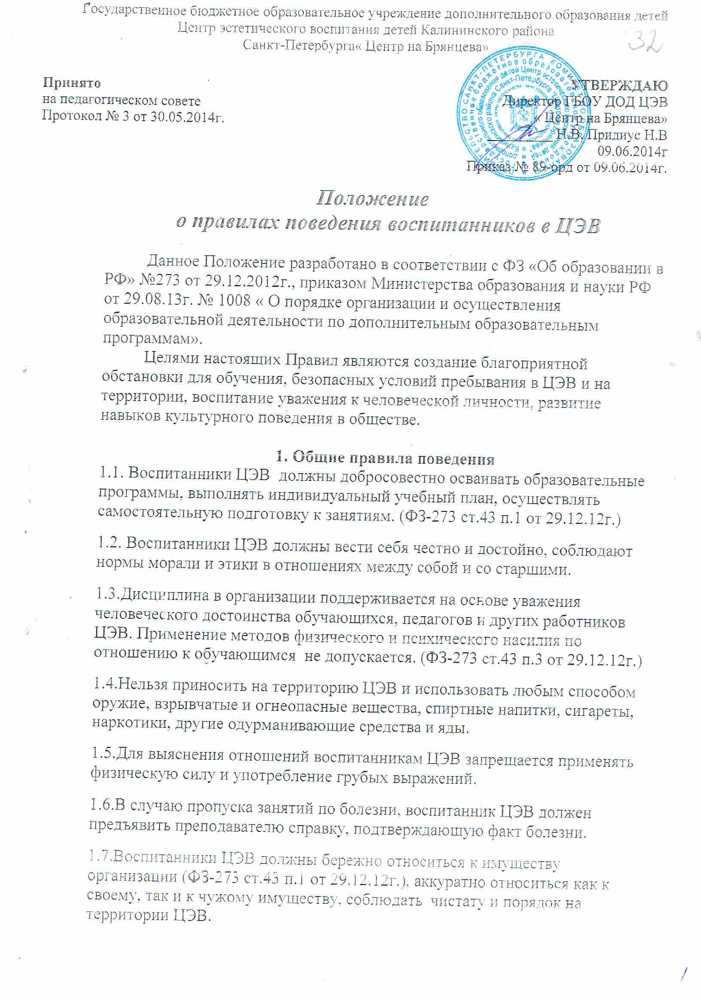 Государственное бюджетное образовательное учреждение дополнительного образования детей
Центр эстетического воспитания детей Калининского района
Санкт-Петербурга« Центр на Брянцева»
32
Принято
на педагогическом совете
Протокол № 3 от 30.05.2014г.
УТВЕРЖДАЮ
Директор ГБОУ ДОД ЦЭВ
« Центр на Брянцева»
Н.В. Придиус Н.В
09.06.2014г
Приказ № 89-орд от 09.06.2014г.
Положение
о правилах поведения воспитанников в ЦЭВ
Данное Положение разработано в соответствии с ФЗ «Об образовании в
РФ» №273 от 29.12.2012г., приказом Министерства образования и науки РФ
от 29.08.13г. № 1008 « О порядке организации и осуществления
образовательной деятельности по дополнительным образовательным
программам».
Целями настоящих Правил являются создание благоприятной
обстановки для обучения, безопасных условий пребывания в ЦЭВ и на
территории, воспитание уважения к человеческой личности, развитие
навыков культурного поведения в обществе.
1. Общие правила поведения
1.1. Воспитанники ЦЭВ должны добросовестно осваивать образовательные
программы, выполнять индивидуальный учебный план, осуществлять
самостоятельную подготовку к занятиям. (ФЗ-273 ст.43 п.1 от 29.12.12г.)
1.2. Воспитанники ЦЭВ должны вести себя честно и достойно, соблюдают
нормы морали и этики в отношениях между собой и со старшими.
1.3.Дисциплина в организации поддерживается на основе уважения
человеческого достоинства обучающихся, педагогов и других работников
ЦЭВ. Применение методов физического и психического насилия по
отношению к обучающимся не допускается. (ФЗ-273 ст.43 п.3 от 29.12.12г.)
1.4.Нельзя приносить на территорию ЦЭВ и использовать любым способом
оружие, взрывчатые и огнеопасные вещества, спиртные напитки, сигареты,
наркотики, другие одурманивающие средства и яды.
1.5.Для выяснения отношений воспитанникам ЦЭВ запрещается применять
физическую силу и употребление грубых выражений.
1.6.В случаю пропуска занятий по болезни, воспитанник ЦЭВ должен
предъявить преподавателю справку, подтверждающую факт болезни.
1.7.Воспитанники ЦЭВ должны бережно относиться к имуществу
организации (ФЗ-273 ст.43 п.1 от 29.12.12г.), аккуратно относиться как к
своему, так и к чужому имуществу, соблюдать чистату и порядок на
территории ЦЭВ.